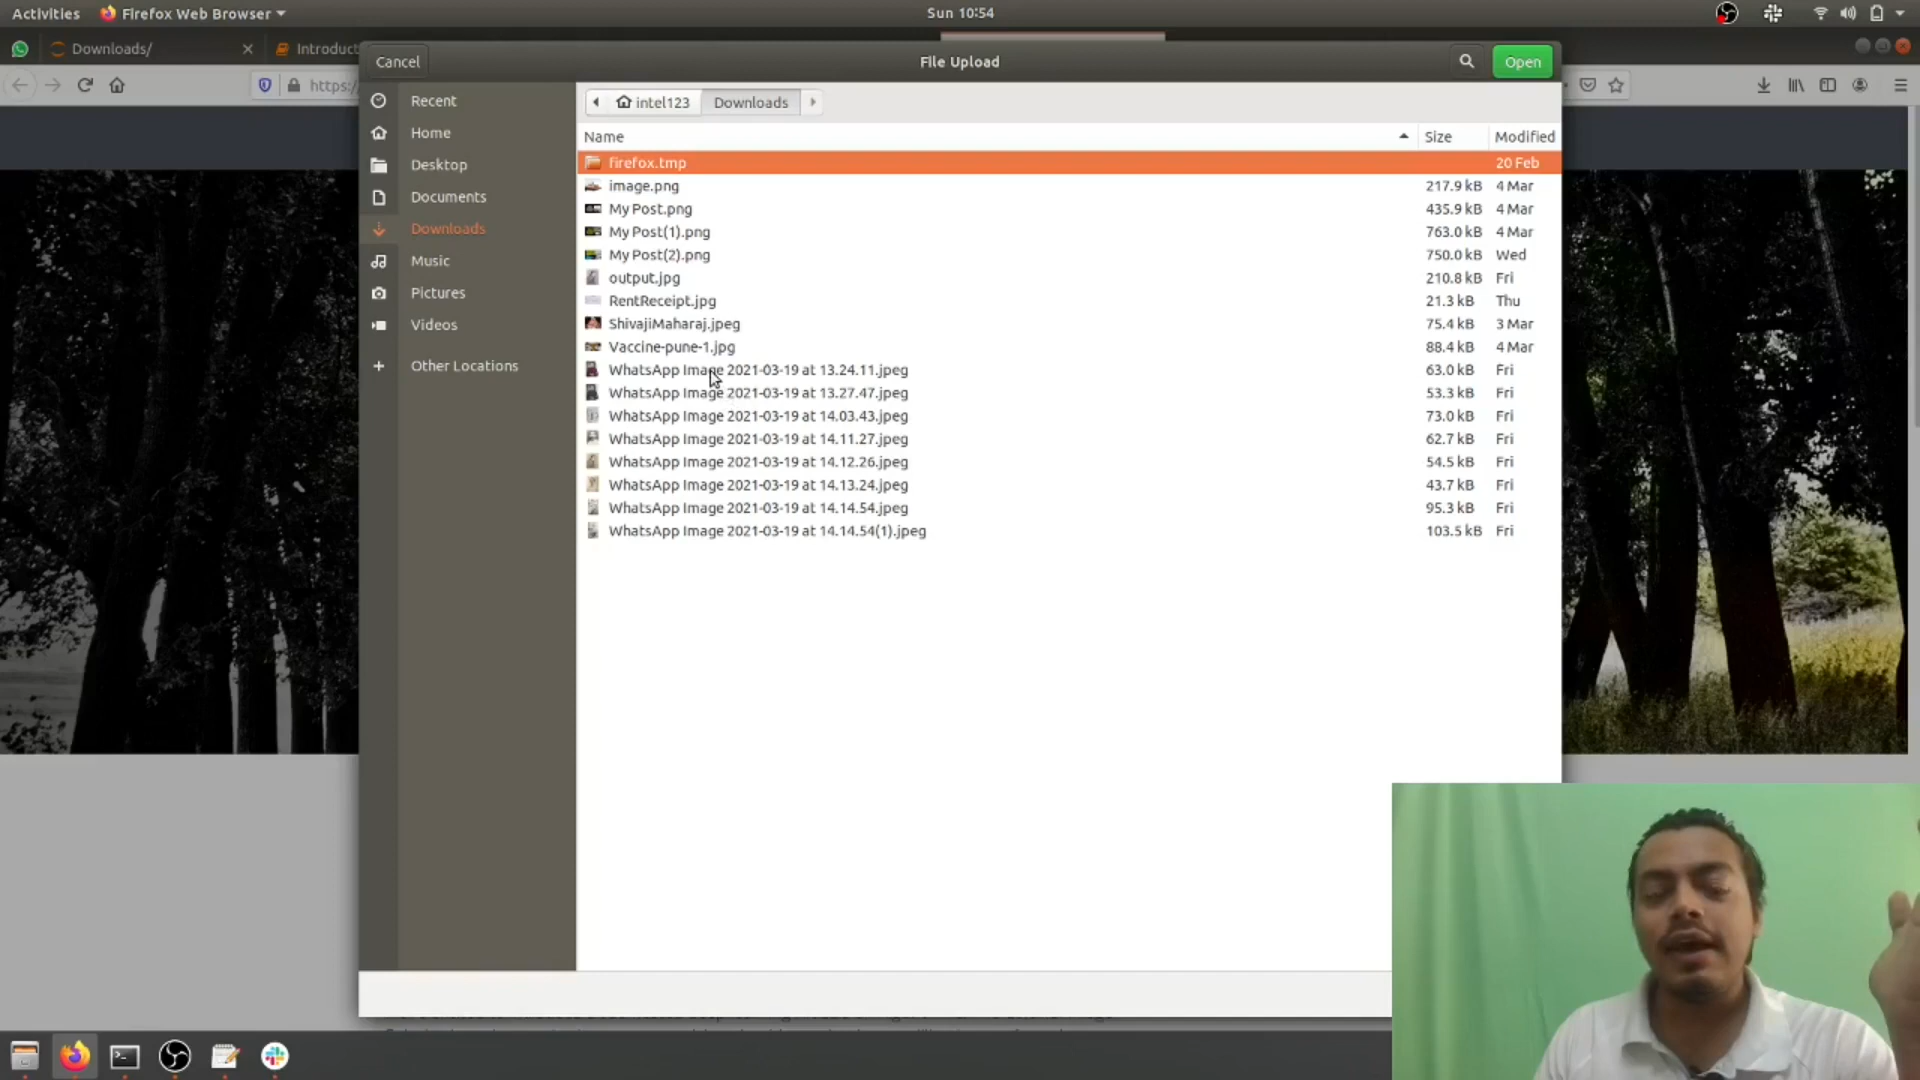 Activities
Firefox Web Browser
Sun 10:54
Downloads/
Introduct
https:/
Cancel
File Upload
Open
Recent
Home
Desktop
Documents
Downloads
Music
Pictures
Videos
Other Locations
intel123
Downloads
Name
Size
Modified
firefox.tmp
20 Feb
image.png
217.9 kB
4 Mar
My Post.png
435.9 kB
4 Mar
My Post(1).png
763.0 kB
4 Mar
My Post(2).png
750.0 kB
Wed
output.jpg
210.8 kB
Fri
RentReceipt.jpg
21.3 kB
Thu
ShivajiMaharaj.jpeg
75.4 kB
3 Mar
Vaccine-pune-1.jpg
88.4 kB
4 Mar
WhatsApp Image 2021-03-19 at 13.24.11.jpeg
63.0 kB
Fri
WhatsApp Image 2021-03-19 at 13.27.47.jpeg
53.3 kB
Fri
WhatsApp Image 2021-03-19 at 14.03.43.jpeg
73.0 kB
Fri
WhatsApp Image 2021-03-19 at 14.11.27.jpeg
62.7 kB
Fri
WhatsApp Image 2021-03-19 at 14.12.26.jpeg
54.5 kB
Fri
WhatsApp Image 2021-03-19 at 14.13.24.jpeg
43.7 kB
Fri
WhatsApp Image 2021-03-19 at 14.14.54.jpeg
95.3 kB
Fri
WhatsApp Image 2021-03-19 at 14.14.54(1).jpeg
103.5 kB
Fri